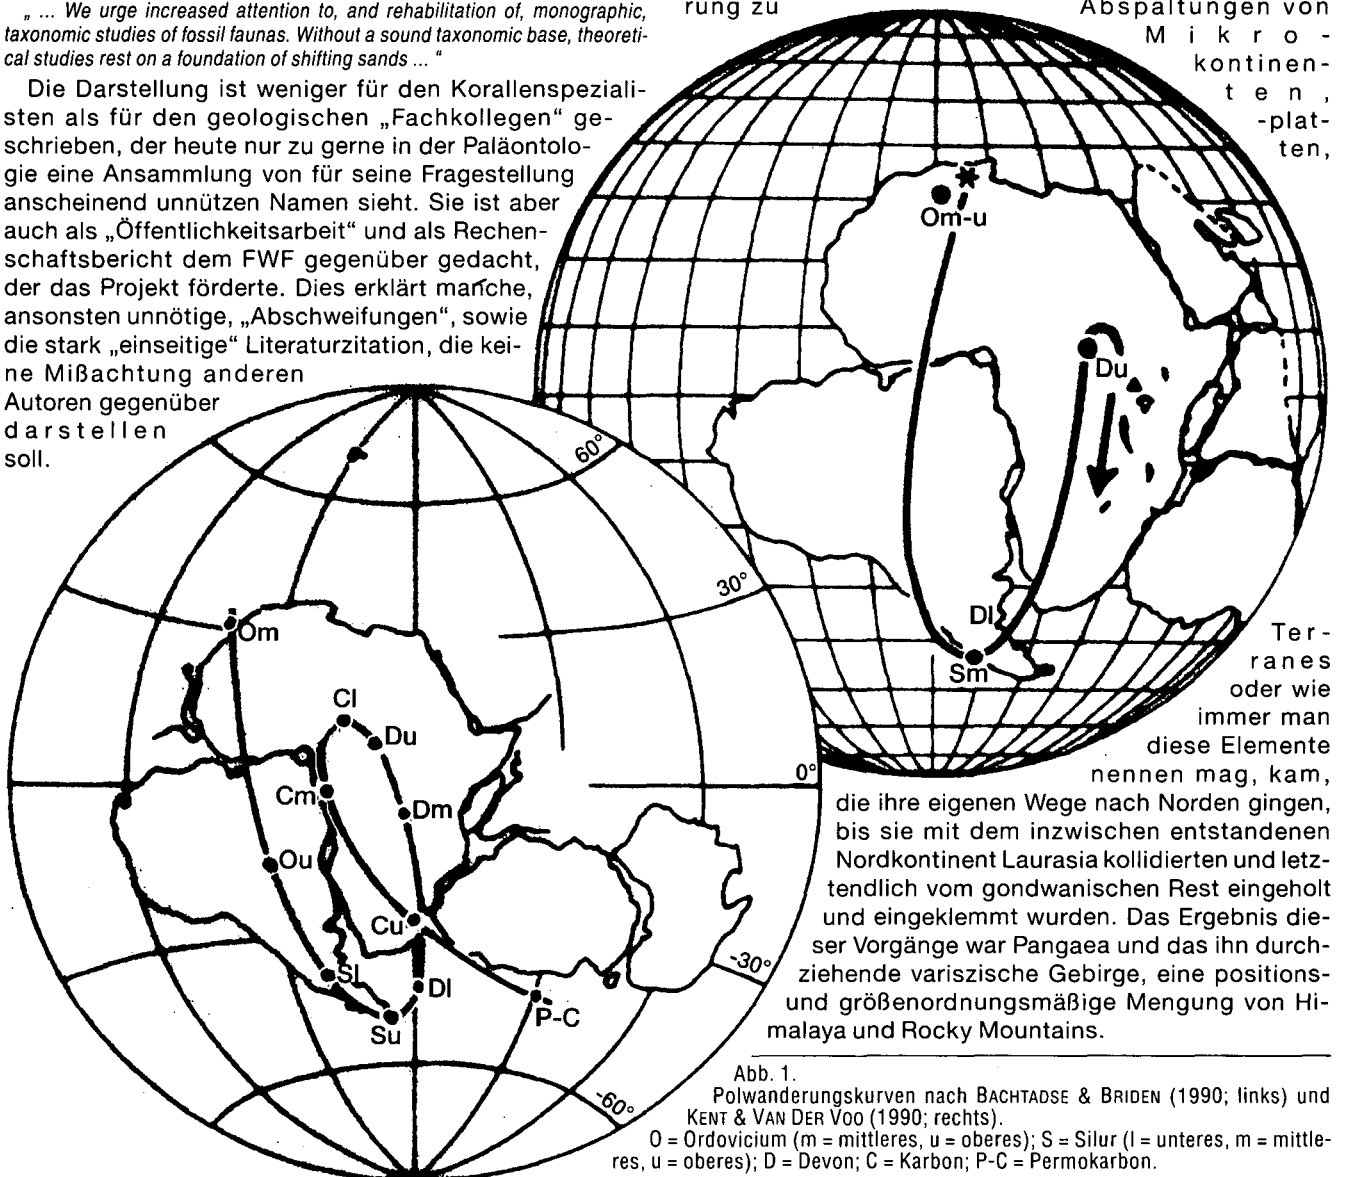 „ ... We urge increased attention to, and rehabilitation of, monographic,
taxonomic studies of fossil faunas. Without a sound taxonomic base, theoreti-
cal studies rest on a foundation of shifting sands ... “
Die Darstellung ist weniger für den Korallenspeziali-
sten als für den geologischen „Fachkollegen“ ge-
schrieben, der heute nur zu gerne in der Paläontolo-
gie eine Ansammlung von für seine Fragestellung
anscheinend unnützen Namen sieht. Sie ist aber
auch als „Öffentlichkeitsarbeit“ und als Rechen-
schaftsbericht dem FWF gegenüber gedacht,
der das Projekt förderte. Dies erklärt manche,
ansonsten unnötige, „Abschweifungen“, sowie
die stark „einseitige“ Literaturzitation, die kei-
ne Mißachtung anderen
Autoren gegenüber
darstellen
soll.
rung zu
Abspaltungen von
Mikro-
kontinen-
ten,
-plat-
ten,
Om-u
Du
Dl
Sm
60°
30°
0°
-30°
-60°
Om
Cl
Du
Cm
Dm
Ou
Cu
Sl
Dl
Su
P-C
Ter-
ranes
oder wie
immer man
diese Elemente
nennen mag, kam,
die ihre eigenen Wege nach Norden gingen,
bis sie mit dem inzwischen entstandenen
Nordkontinent Laurasia kollidierten und letz-
tendlich vom gondwanischen Rest eingeholt
und eingeklemmt wurden. Das Ergebnis die-
ser Vorgänge war Pangaea und das ihn durch-
ziehende variszische Gebirge, eine positions-
und größenordnungsmäßige Mengung von Hi-
malaya und Rocky Mountains.
Abb. 1.
Polwanderungskurven nach BACHTADSE & BRIDEN (1990; links) und
KENT & VAN DER VOO (1990; rechts).
O = Ordovicium (m = mittleres, u = oberes); S = Silur (l = unteres, m = mittle-
res, u = oberes); D = Devon; C = Karbon; P-C = Permokarbon.